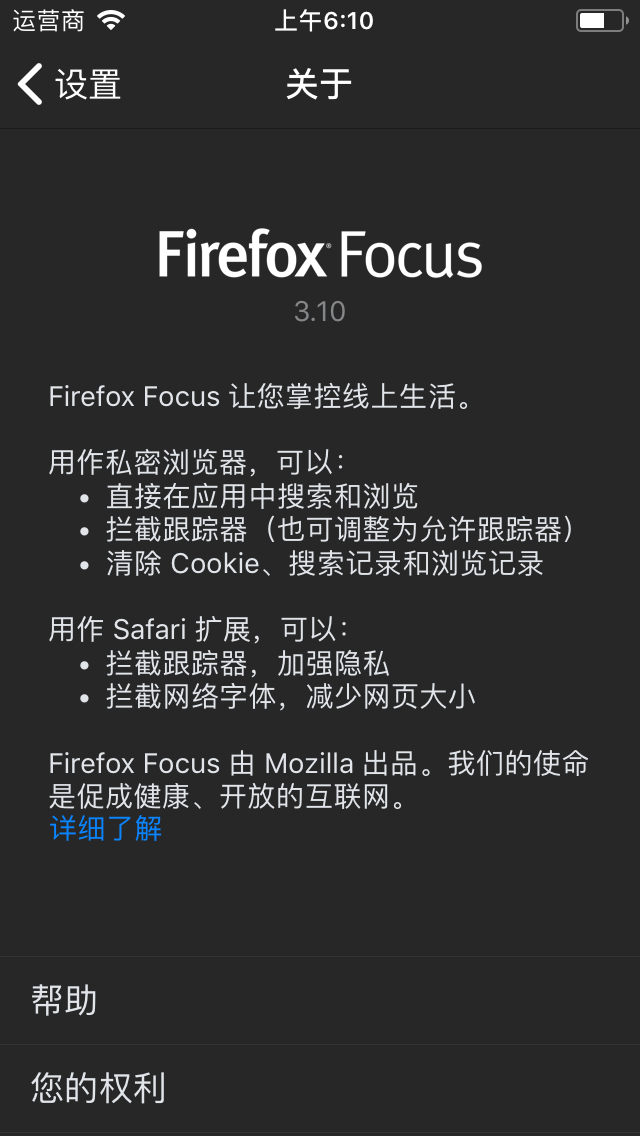 运营商 上午6:10
设置 关于
Firefox Focus
3.10
Firefox Focus 让您掌控线上生活。
用作私密浏览器，可以：
• 直接在应用中搜索和浏览
• 拦截跟踪器（也可调整为允许跟踪器）
• 清除 Cookie、搜索记录和浏览记录
用作 Safari 扩展，可以：
• 拦截跟踪器，加强隐私
• 拦截网络字体，减少网页大小
Firefox Focus 由 Mozilla 出品。我们的使命
是促成健康、开放的互联网。
详细了解
帮助
您的权利